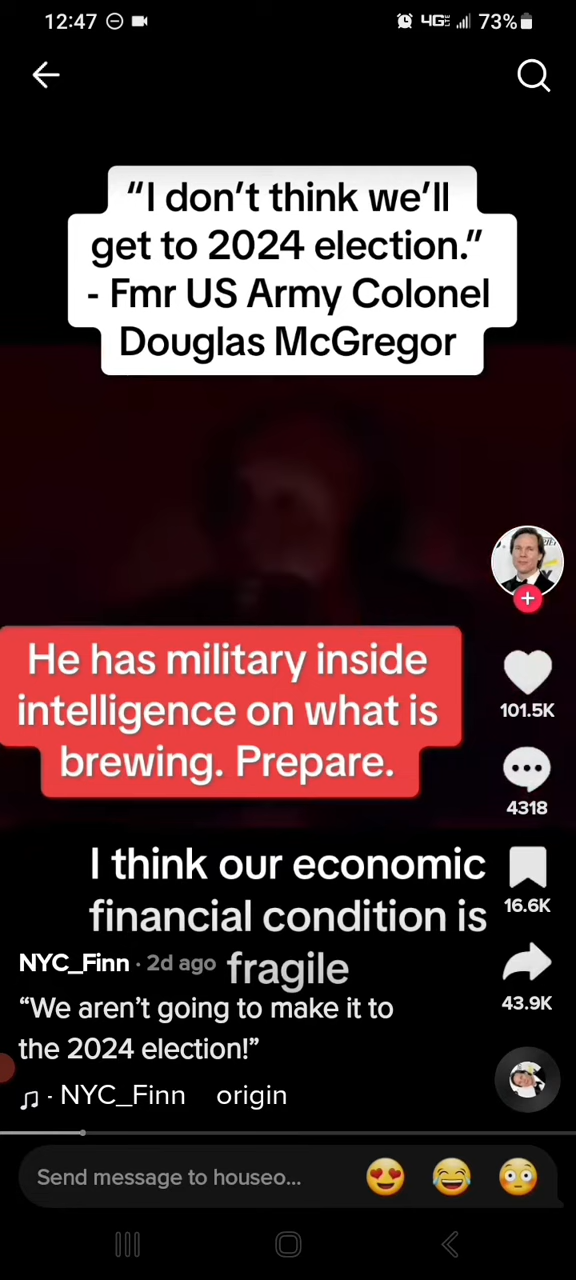 12:47
4G 73%
“I don’t think we’ll
get to 2024 election.”
- Fmr US Army Colonel
Douglas McGregor
He has military inside
intelligence on what is
brewing. Prepare.
101.5K
4318
I think our economic
financial condition is
fragile
16.6K
NYC_Finn · 2d ago
“We aren’t going to make it to
the 2024 election!”
43.9K
- NYC_Finn origin
Send message to houseo...